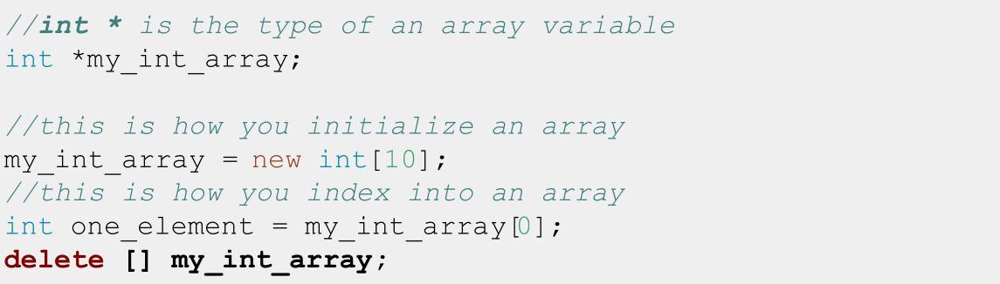 //int * is the type of an array variable
int *my_int_array;
//this is how you initialize an array
my_int_array = new int[10];
//this is how you index into an array
int one_element = my_int_array[0];
delete [] my_int_array;